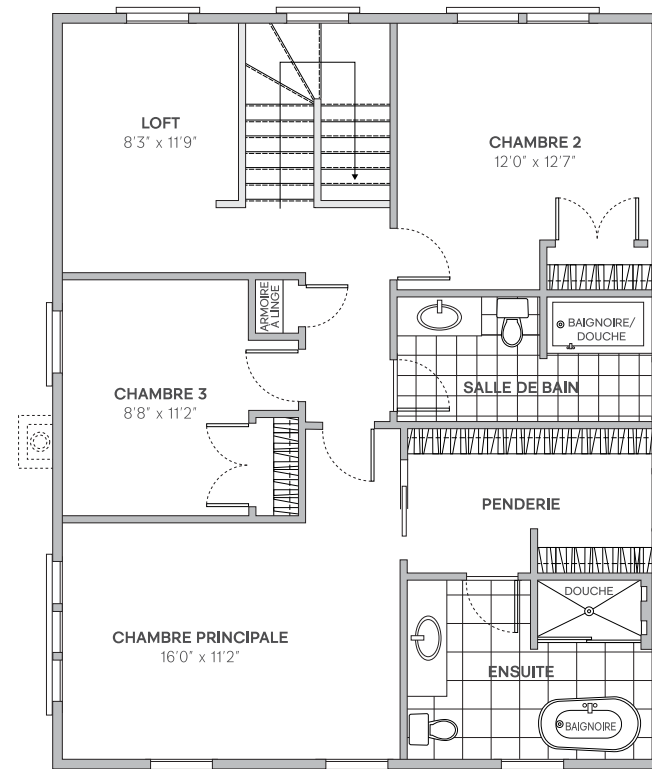 LOFT
8'3" x 11'9"
CHAMBRE 2
12'0" x 12'7"
ARMOIRE
À LINGE
BAIGNOIRE/
DOUCHE
SALLE DE BAIN
CHAMBRE 3
8'8" x 11'2"
PENDERIE
DOUCHE
CHAMBRE PRINCIPALE
16'0" x 11'2"
ENSUITE
BAIGNOIRE